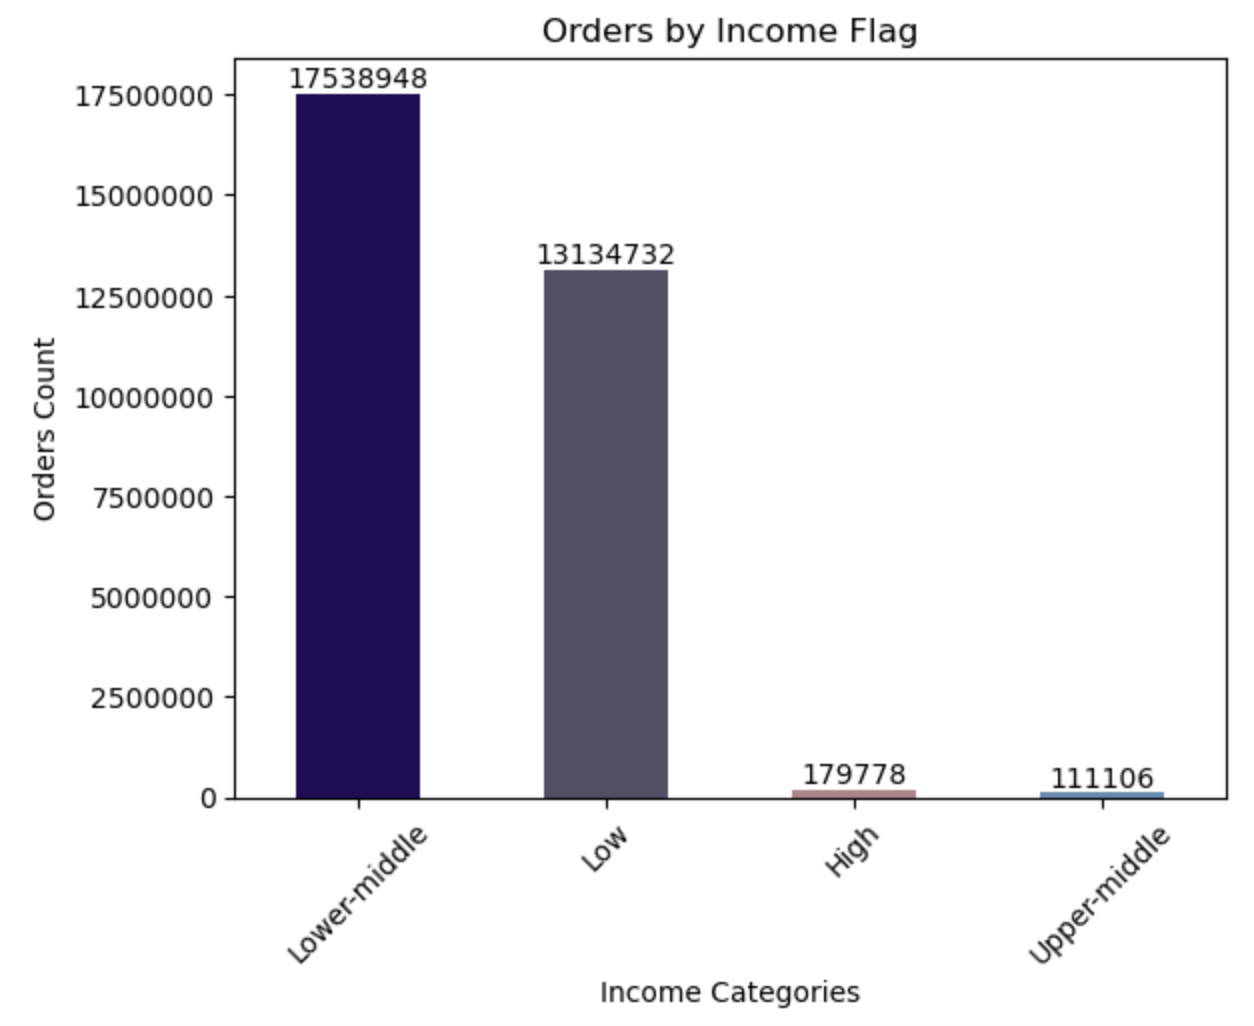 Orders by Income Flag
17538948
13134732
179778
111106
17500000
15000000
12500000
10000000
7500000
5000000
2500000
0
Orders Count
Lower-middle
Low
High
Upper-middle
Income Categories